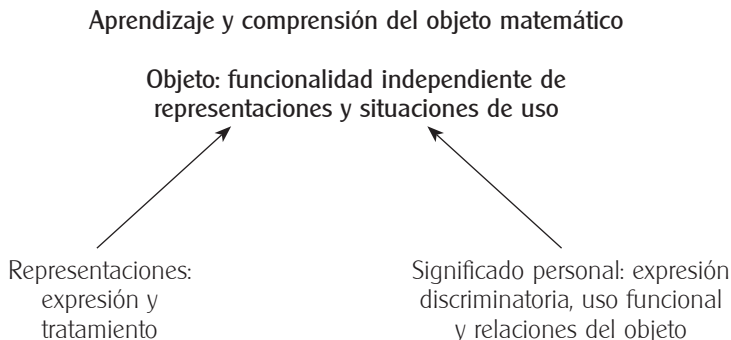 Aprendizaje y comprensión del objeto matemático
Objeto: funcionalidad independiente de
representaciones y situaciones de uso
Representaciones:
expresión y
tratamiento
Significado personal: expresión
discriminatoria, uso funcional
y relaciones del objeto